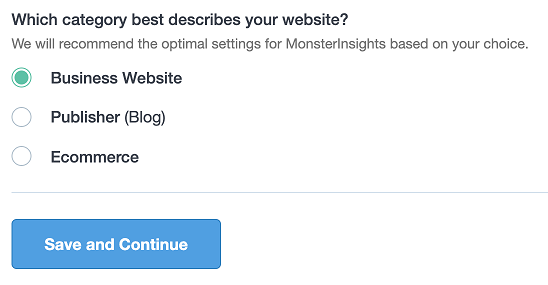 Which category best describes your website?
We will recommend the optimal settings for MonsterInsights based on your choice.
Business Website
Publisher (Blog)
Ecommerce
Save and Continue